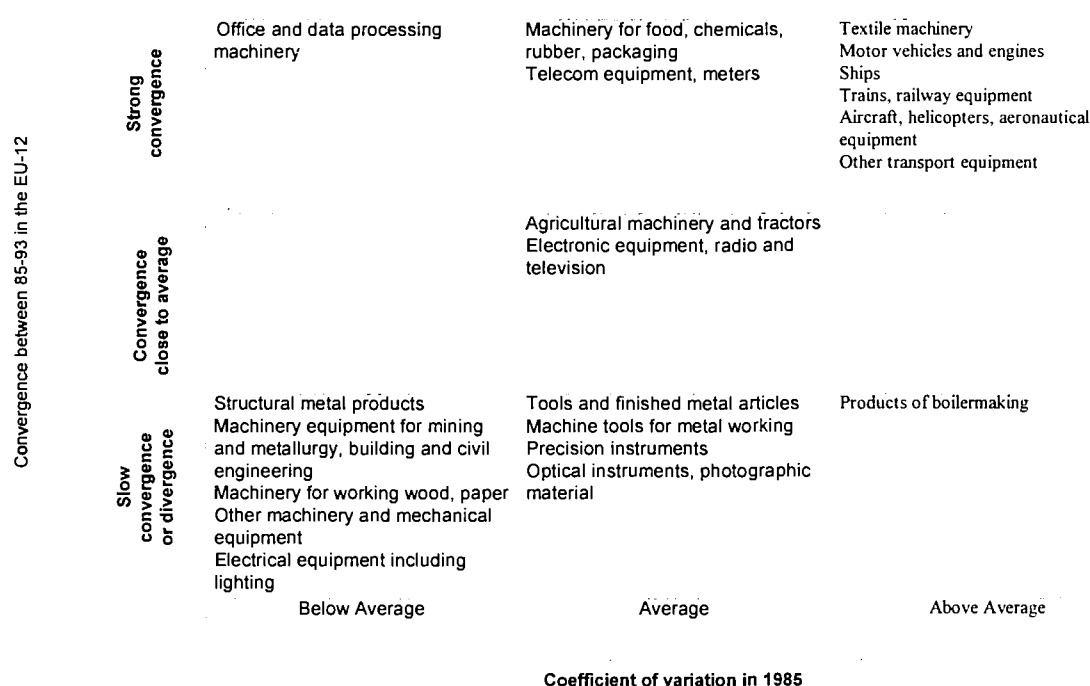 Convergence between 85-93 in the EU-12
Strong
convergence
Office and data processing
machinery
Machinery for food, chemicals,
rubber, packaging
Telecom equipment, meters
Textile machinery
Motor vehicles and engines
Ships
Trains, railway equipment
Aircraft, helicopters, aeronautical
equipment
Other transport equipment
Convergence
close to average
Agricultural machinery and tractors
Electronic equipment, radio and
television
Slow
convergence
or divergence
Structural metal products
Machinery equipment for mining
and metallurgy, building and civil
engineering
Machinery for working wood, paper
Other machinery and mechanical
equipment
Electrical equipment including
lighting
Tools and finished metal articles
Machine tools for metal working
Precision instruments
Optical instruments, photographic
material
Products of boilermaking
Below Average
Average
Above Average
Coefficient of variation in 1985